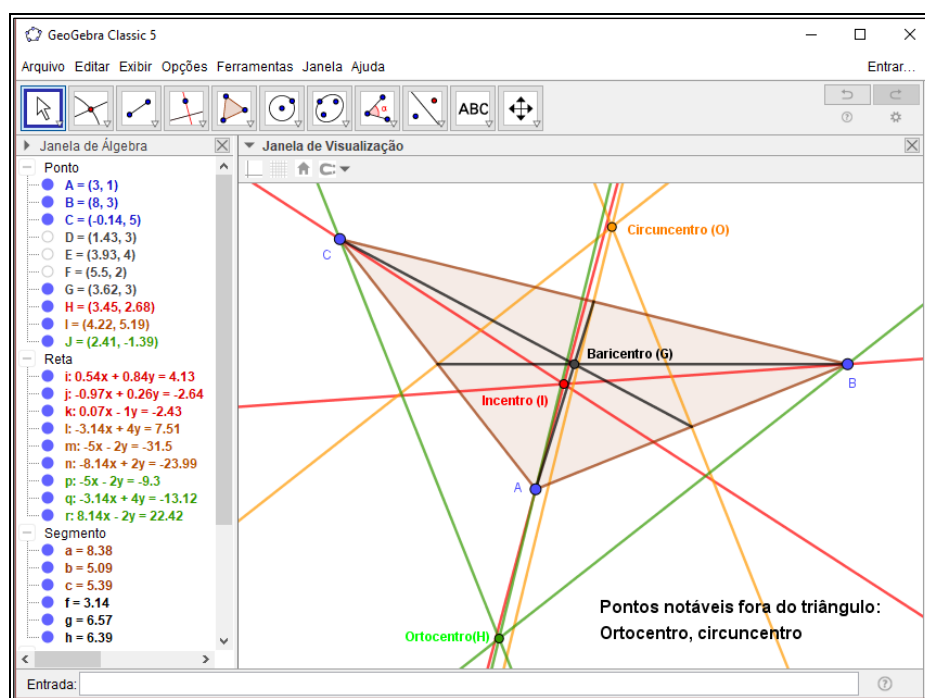 GeoGebra Classic 5
Arquivo Editar Exibir Opções Ferramentas Janela Ajuda
Entrar...
ABC
Janela de Álgebra
Ponto
A = (3, 1)
B = (8, 3)
C = (-0.14, 5)
D = (1.43, 3)
E = (3.93, 4)
F = (5.5, 2)
G = (3.62, 3)
H = (3.45, 2.68)
I = (4.22, 5.19)
J = (2.41, -1.39)
Reta
i: 0.54x + 0.84y = 4.13
j: -0.97x + 0.26y = -2.64
k: 0.07x - 1y = -2.43
l: -3.14x + 4y = 7.51
m: -5x - 2y = -31.5
n: -8.14x + 2y = -23.99
p: -5x - 2y = -9.3
q: -3.14x + 4y = -13.12
r: 8.14x - 2y = 22.42
Segmento
a = 8.38
b = 5.09
c = 5.39
f = 3.14
g = 6.57
h = 6.39
Janela de Visualização
Circuncentro (O)
C
Baricentro (G)
B
Incentro (I)
A
Pontos notáveis fora do triângulo:
Ortocentro, circuncentro
Ortocentro(H)
Entrada: